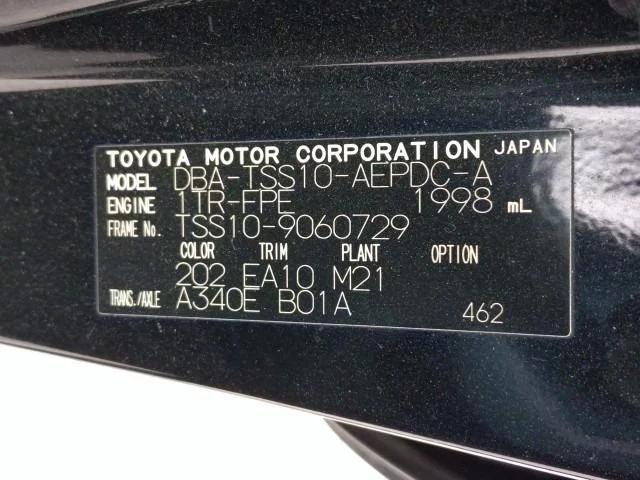 TOYOTA MOTOR CORPORATION JAPAN
MODEL DBA-TSS10-AEPDC-A
ENGINE 1TR-FPE 1998 mL
FRAME No. TSS10-9060729
COLOR TRIM PLANT OPTION
202 EA10 M21
TRANS./AXLE A340E B01A
462